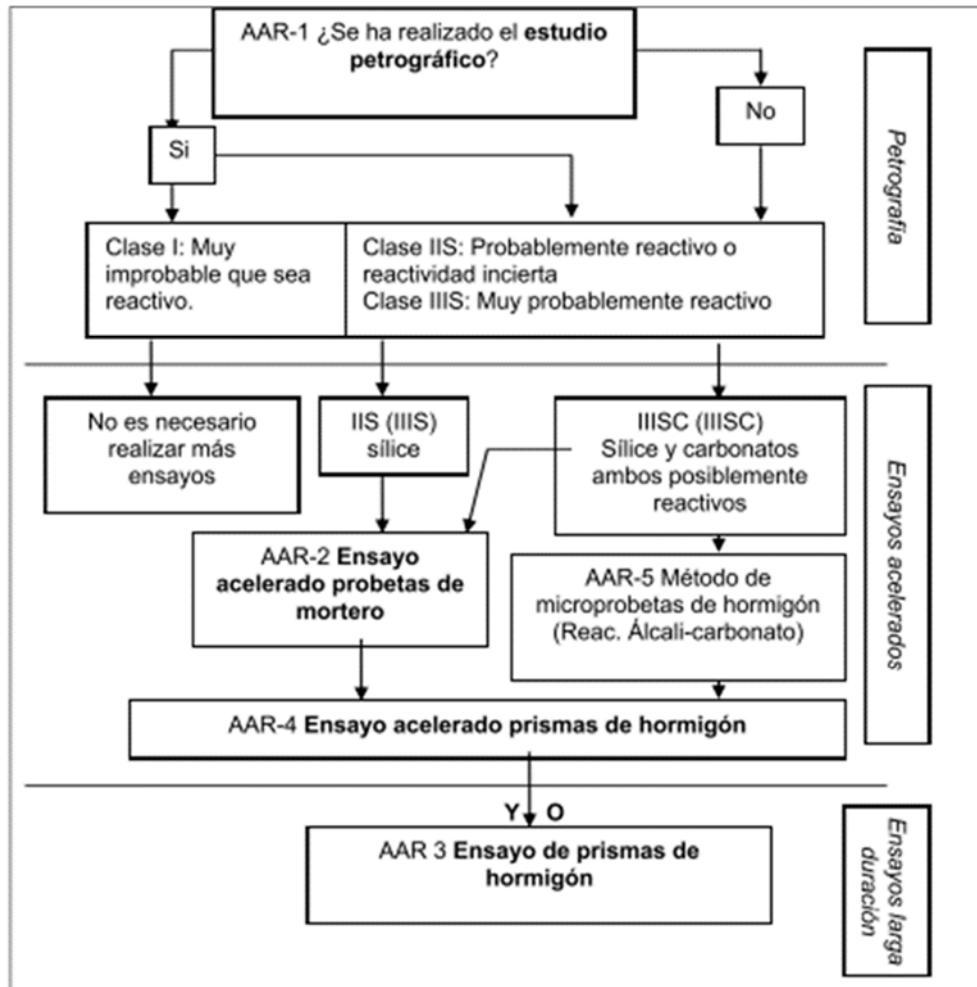 AAR-1 ¿Se ha realizado el estudio
petrográfico?
No
Si
Petrografía
Clase I: Muy
improbable que sea
reactivo.
Clase IIS: Probablemente reactivo o
reactividad incierta
Clase IIIS: Muy probablemente reactivo
No es necesario
realizar más
ensayos
IIS (IIIS)
sílice
IIISC (IIISC)
Sílice y carbonatos
ambos posiblemente
reactivos
Ensayos acelerados
AAR-2 Ensayo
acelerado probetas de
mortero
AAR-5 Método de
microprobetas de hormigón
(Reac. Álcali-carbonato)
AAR-4 Ensayo acelerado prismas de hormigón
Y O
AAR 3 Ensayo de prismas de
hormigón
Ensayos larga
duración